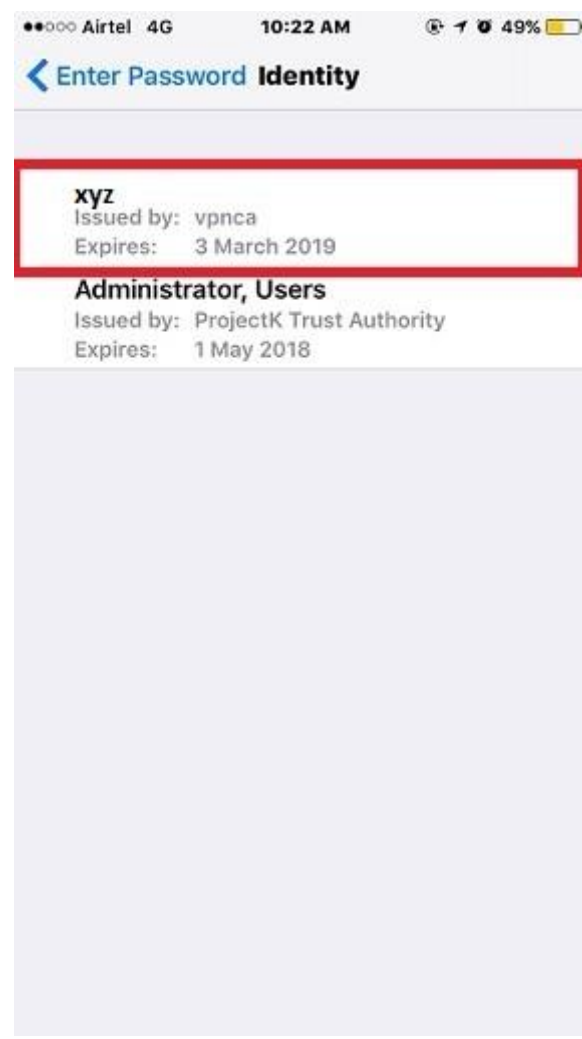 Airtel 4G 10:22 AM 49%
Enter Password Identity
xyz
Issued by: vpnca
Expires: 3 March 2019
Administrator, Users
Issued by: ProjectK Trust Authority
Expires: 1 May 2018